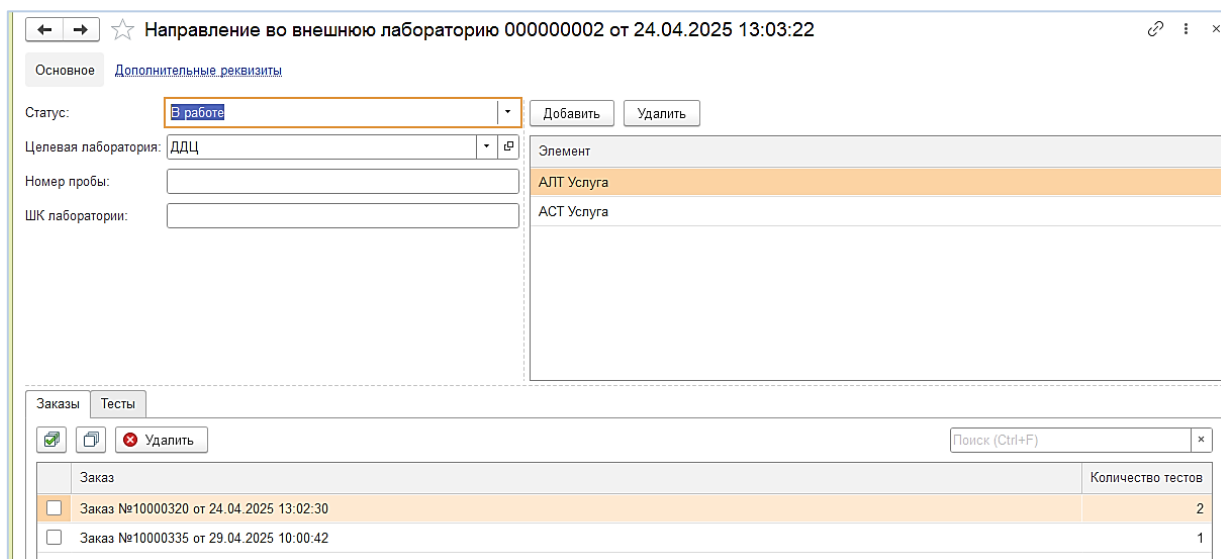 Направление во внешнюю лабораторию 000000002 от 24.04.2025 13:03:22
Основное Дополнительные реквизиты
Статус: В работе
Добавить Удалить
Целевая лаборатория: ДДЦ
Элемент
Номер пробы:
АЛТ Услуга
ШК лаборатории:
АСТ Услуга
Заказы Тесты
Удалить Поиск (Ctrl+F) ×
Заказ Количество тестов
Заказ №10000320 от 24.04.2025 13:02:30 2
Заказ №10000335 от 29.04.2025 10:00:42 1